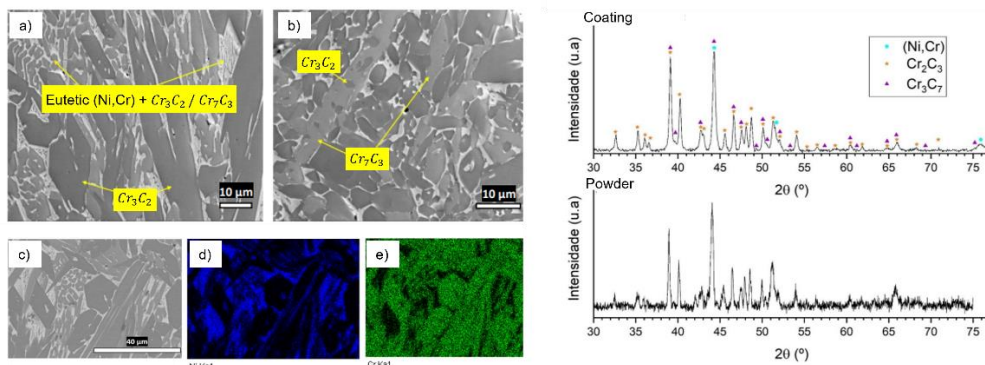 a)
Eutetic (Ni,Cr) + Cr₃C₂ / Cr₇C₃
Cr₃C₂
10 µm
b)
Cr₃C₂
Cr₇C₃
10 µm
c)
40 µm
d)
e)
Cr Kα1
Coating
Intensidade (u.a)
(Ni,Cr)
Cr₂C₃
Cr₃C₇
30 35 40 45 50 55 60 65 70 75
2θ (º)
Powder
Intensidade (u.a)
30 35 40 45 50 55 60 65 70 75
2θ (º)